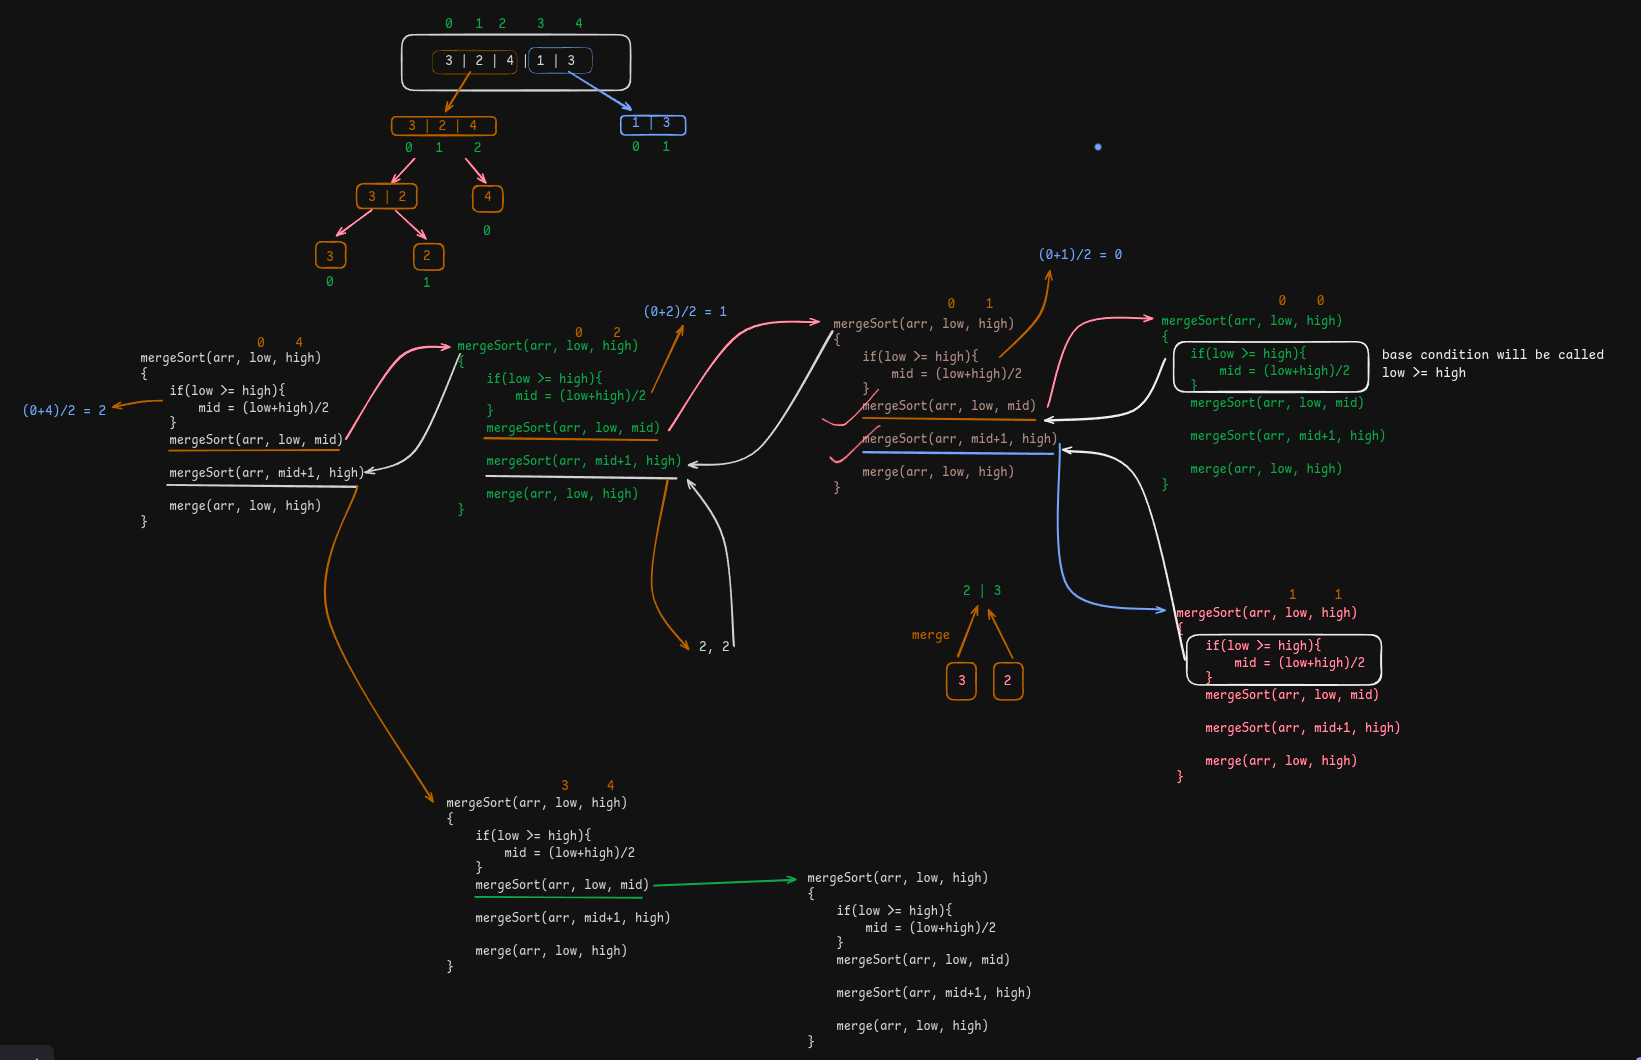 0 1 2 3 4
3 | 2 | 4 | 1 | 3
3 | 2 | 4
0 1 2
1 | 3
0 1
3 | 2
4
0
3
0
2
1
(0+4)/2 = 2
0 4
mergeSort(arr, low, high)
{
if(low >= high){
mid = (low+high)/2
}
mergeSort(arr, low, mid)
mergeSort(arr, mid+1, high)
merge(arr, low, high)
}
(0+2)/2 = 1
0 2
mergeSort(arr, low, high)
{
if(low >= high){
mid = (low+high)/2
}
mergeSort(arr, low, mid)
mergeSort(arr, mid+1, high)
merge(arr, low, high)
}
2, 2
(0+1)/2 = 0
0 1
mergeSort(arr, low, high)
{
if(low >= high){
mid = (low+high)/2
}
mergeSort(arr, low, mid)
mergeSort(arr, mid+1, high)
merge(arr, low, high)
}
0 0
mergeSort(arr, low, high)
{
if(low >= high){
mid = (low+high)/2
}
mergeSort(arr, low, mid)
mergeSort(arr, mid+1, high)
merge(arr, low, high)
}
base condition will be called
low >= high
2 | 3
merge
3
2
1 1
mergeSort(arr, low, high)
{
if(low >= high){
mid = (low+high)/2
}
mergeSort(arr, low, mid)
mergeSort(arr, mid+1, high)
merge(arr, low, high)
}
3 4
mergeSort(arr, low, high)
{
if(low >= high){
mid = (low+high)/2
}
mergeSort(arr, low, mid)
mergeSort(arr, mid+1, high)
merge(arr, low, high)
}
mergeSort(arr, low, high)
{
if(low >= high){
mid = (low+high)/2
}
mergeSort(arr, low, mid)
mergeSort(arr, mid+1, high)
merge(arr, low, high)
}